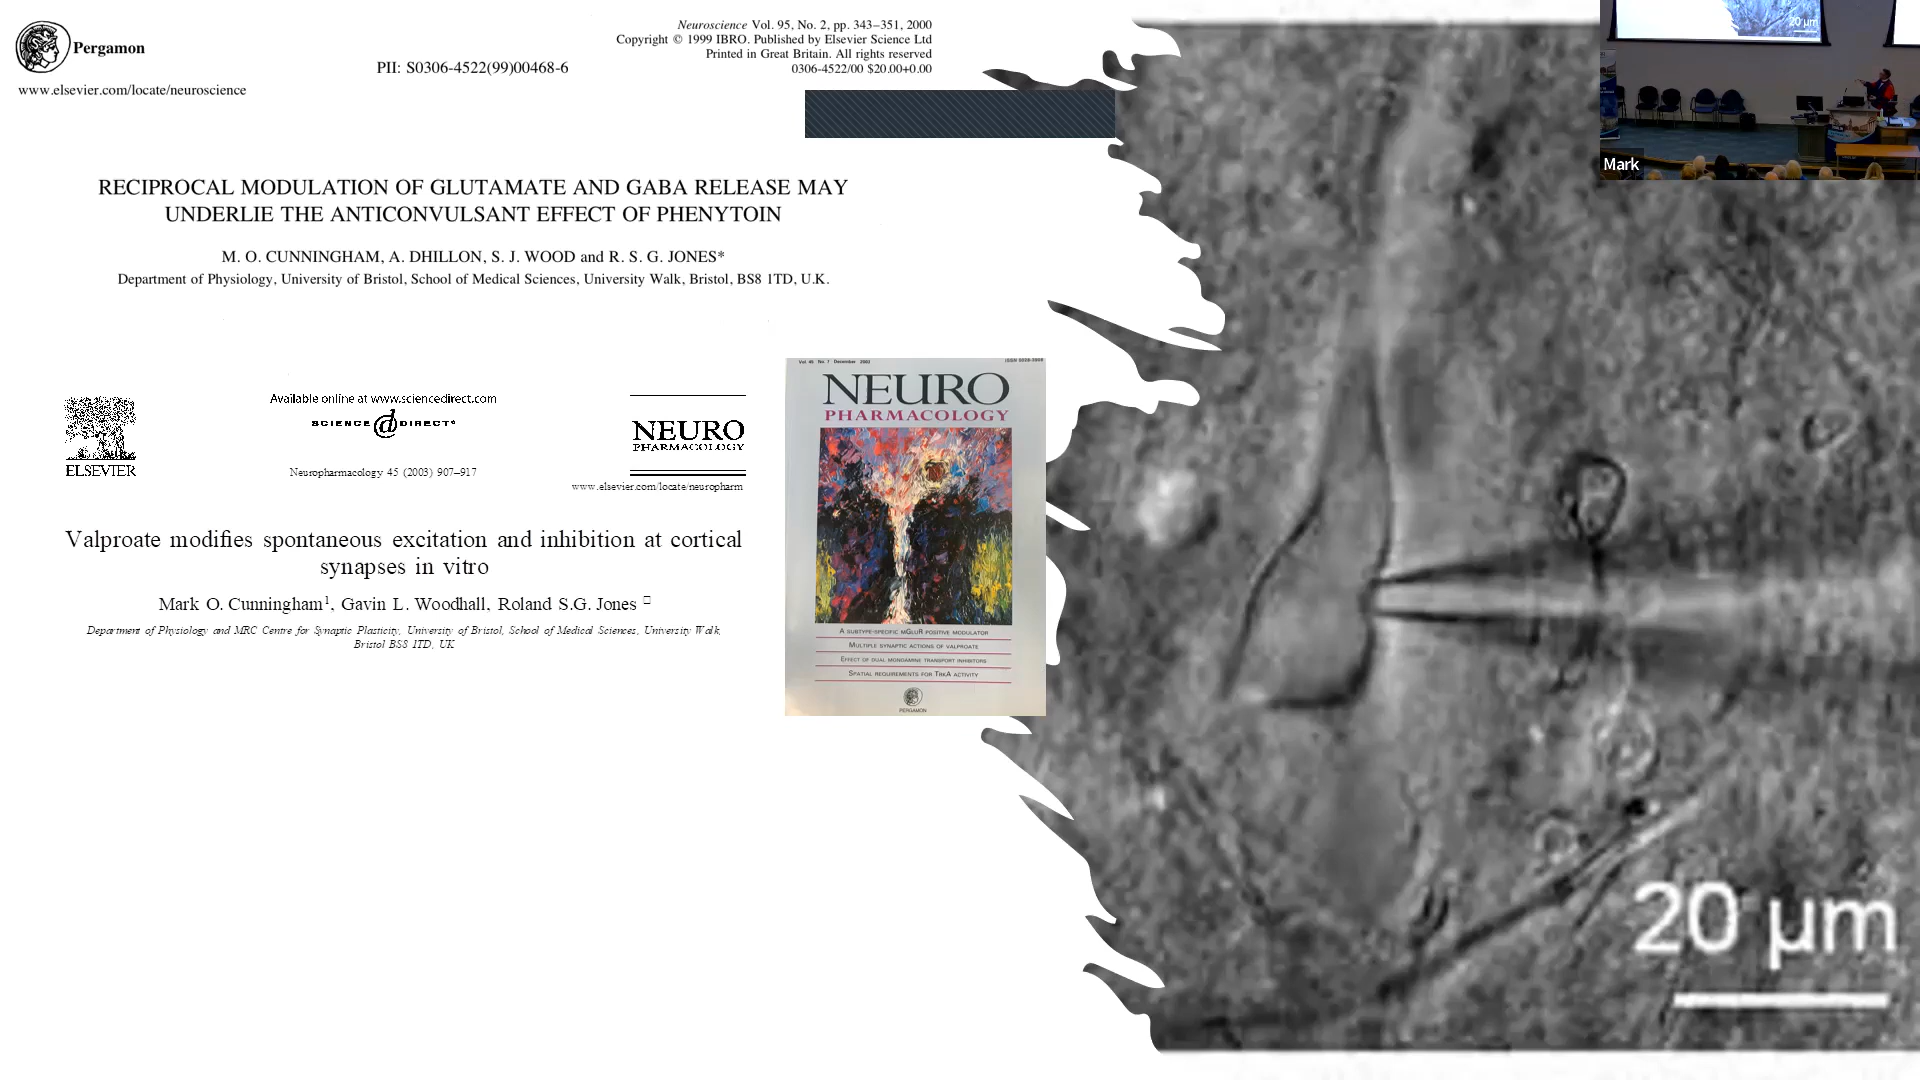 Pergamon
www.elsevier.com/locate/neuroscience
PII: S0306-4522(99)00468-6
Neuroscience Vol. 95, No. 2, pp. 343–351, 2000
Copyright © 1999 IBRO. Published by Elsevier Science Ltd
Printed in Great Britain. All rights reserved
0306-4522/00 $20.00+0.00
RECIPROCAL MODULATION OF GLUTAMATE AND GABA RELEASE MAY
UNDERLIE THE ANTICONVULSANT EFFECT OF PHENYTOIN
M. O. CUNNINGHAM, A. DHILLON, S. J. WOOD and R. S. G. JONES*
Department of Physiology, University of Bristol, School of Medical Sciences, University Walk, Bristol, BS8 1TD, U.K.
ELSEVIER
Available online at www.sciencedirect.com
SCIENCE @ DIRECT®
Neuropharmacology 45 (2003) 907–917
NEURO
PHARMACOLOGY
www.elsevier.com/locate/neuropharm
Valproate modifies spontaneous excitation and inhibition at cortical
synapses in vitro
Mark O. Cunningham1, Gavin L. Woodhall, Roland S.G. Jones
Department of Physiology and MRC Centre for Synaptic Plasticity, University of Bristol, School of Medical Sciences, University Walk,
Bristol BS8 1TD, UK
Vol. 45 No. 7 December 2003
NEURO
PHARMACOLOGY
A SUBTYPE-SPECIFIC MGLUR POSITIVE MODULATOR
MULTIPLE SYNAPTIC ACTIONS OF VALPROATE
EFFECT OF DUAL MONOAMINE TRANSPORT INHIBITORS
SPATIAL REQUIREMENTS FOR TRKA ACTIVITY
PERGAMON
20 µm
20 µm
Mark